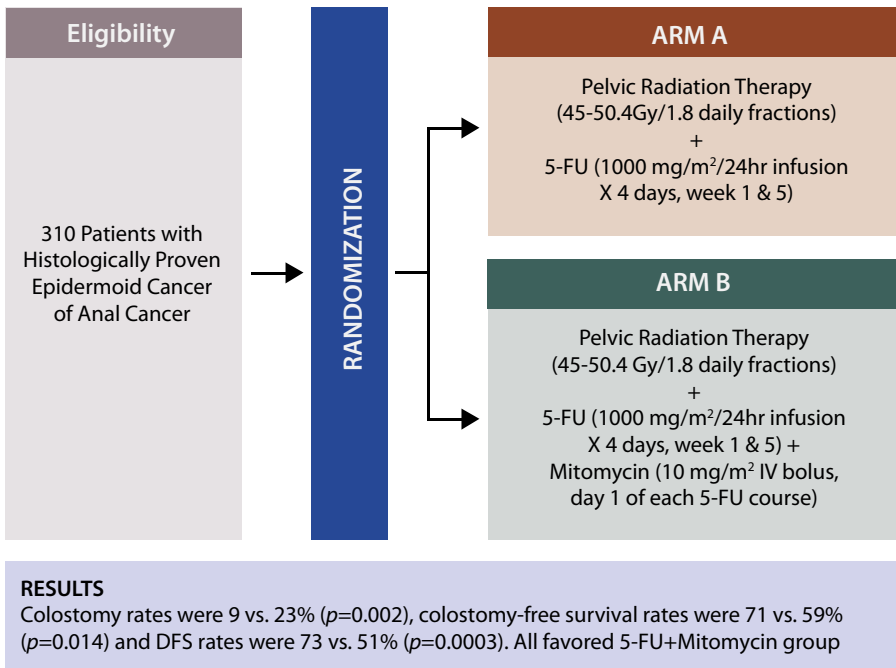 Eligibility
310 Patients with
Histologically Proven
Epidermoid Cancer
of Anal Cancer
RANDOMIZATION
ARM A
Pelvic Radiation Therapy
(45-50.4Gy/1.8 daily fractions)
+
5-FU (1000 mg/m²/24hr infusion
X 4 days, week 1 & 5)
ARM B
Pelvic Radiation Therapy
(45-50.4 Gy/1.8 daily fractions)
+
5-FU (1000 mg/m²/24hr infusion
X 4 days, week 1 & 5) +
Mitomycin (10 mg/m² IV bolus,
day 1 of each 5-FU course)
RESULTS
Colostomy rates were 9 vs. 23% (p=0.002), colostomy-free survival rates were 71 vs. 59%
(p=0.014) and DFS rates were 73 vs. 51% (p=0.0003). All favored 5-FU+Mitomycin group